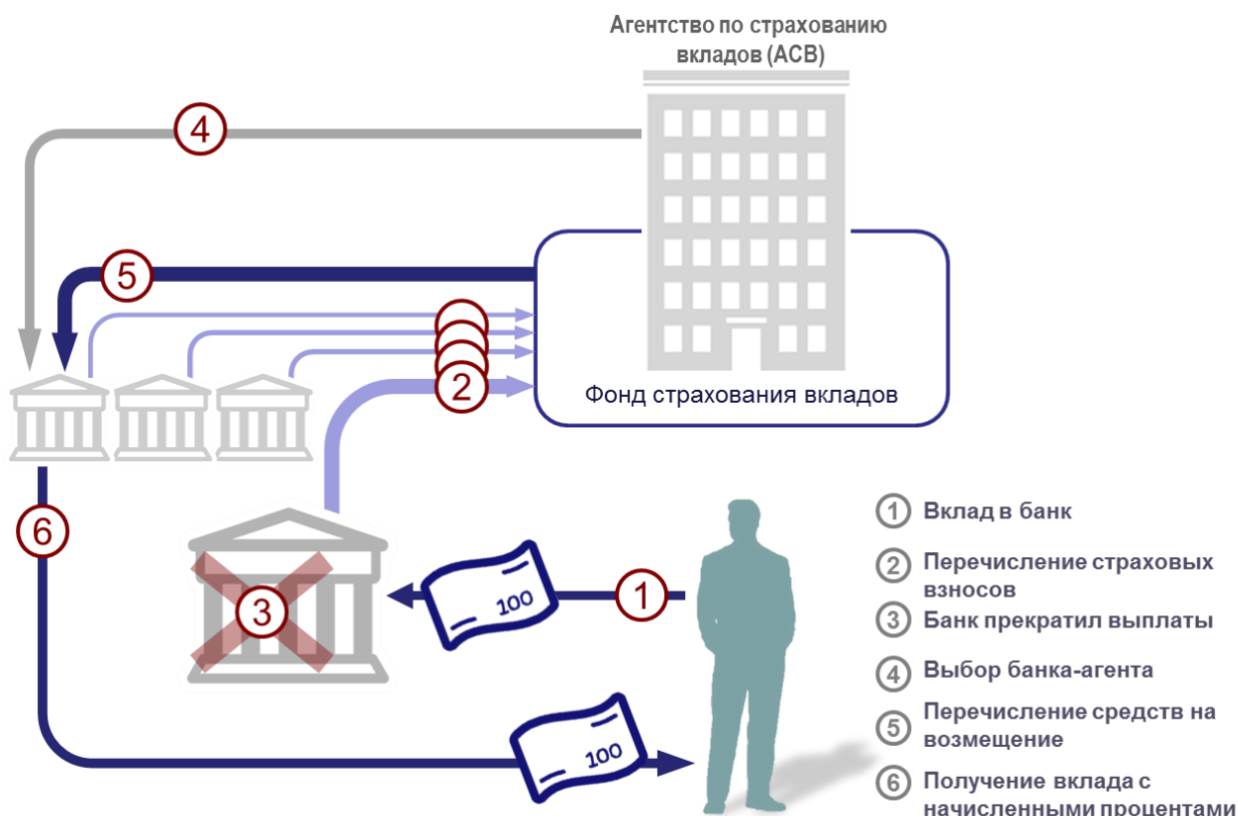 Агентство по страхованию
вкладов (АСВ)
4
5
2
Фонд страхования вкладов
6
3
100
1
100
1 Вклад в банк
2 Перечисление страховых
взносов
3 Банк прекратил выплаты
4 Выбор банка-агента
5 Перечисление средств на
возмещение
6 Получение вклада с
начисленными процентами